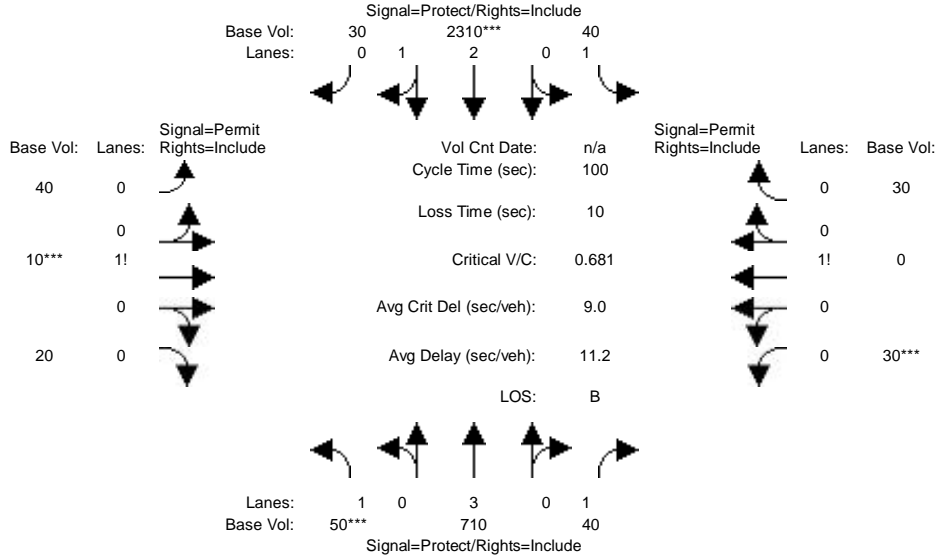 Signal=Protect/Rights=Include
Base Vol: 30 2310*** 40
Lanes: 0 1 2 0 1
Signal=Permit Signal=Permit
Base Vol: Lanes: Rights=Include Vol Cnt Date: n/a Rights=Include Lanes: Base Vol:
Cycle Time (sec): 100
40 0 0 30
Loss Time (sec): 10
0 0
10*** 1! Critical V/C: 0.681 1! 0
0 Avg Crit Del (sec/veh): 9.0 0
20 0 Avg Delay (sec/veh): 11.2 0 30***
LOS: B
Lanes: 1 0 3 0 1
Base Vol: 50*** 710 40
Signal=Protect/Rights=Include